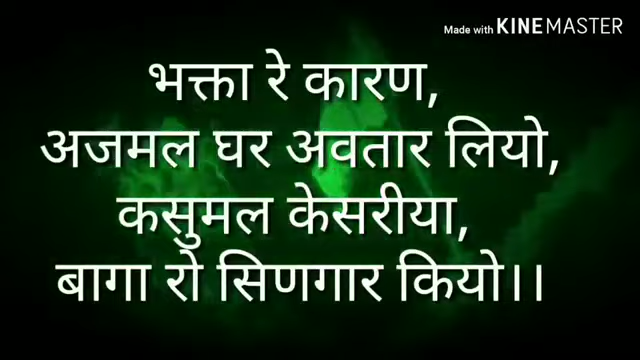 Made with KINEMASTER
भक्ता रे कारण,
अजमल घर अवतार लियो,
कसुमल केसरीया,
बागा रो सिणगार कियो।।